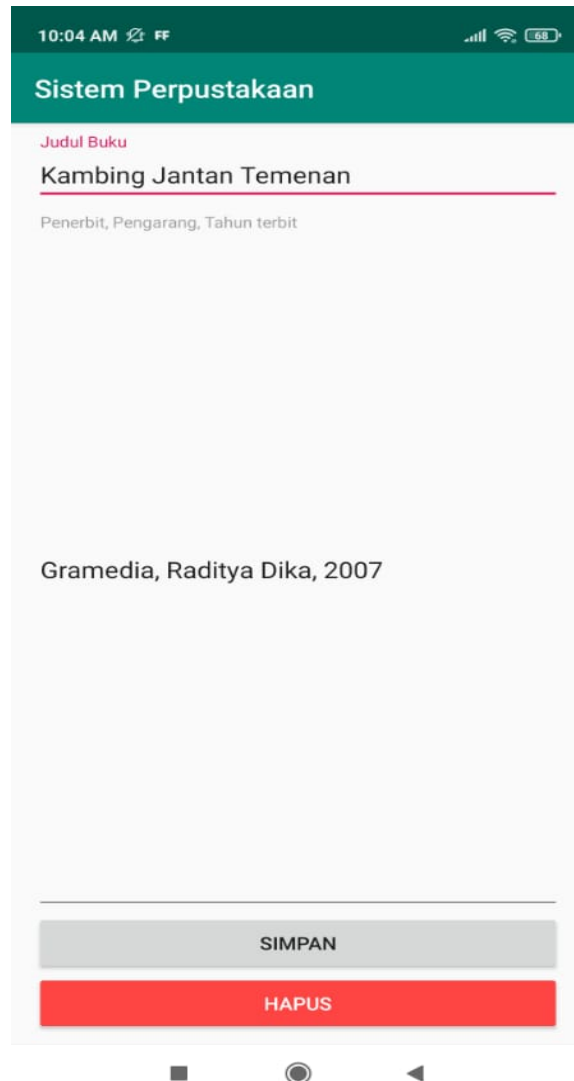 10:04 AM FF 68
Sistem Perpustakaan
Judul Buku
Kambing Jantan Temenan
Penerbit, Pengarang, Tahun terbit
Gramedia, Raditya Dika, 2007
SIMPAN
HAPUS